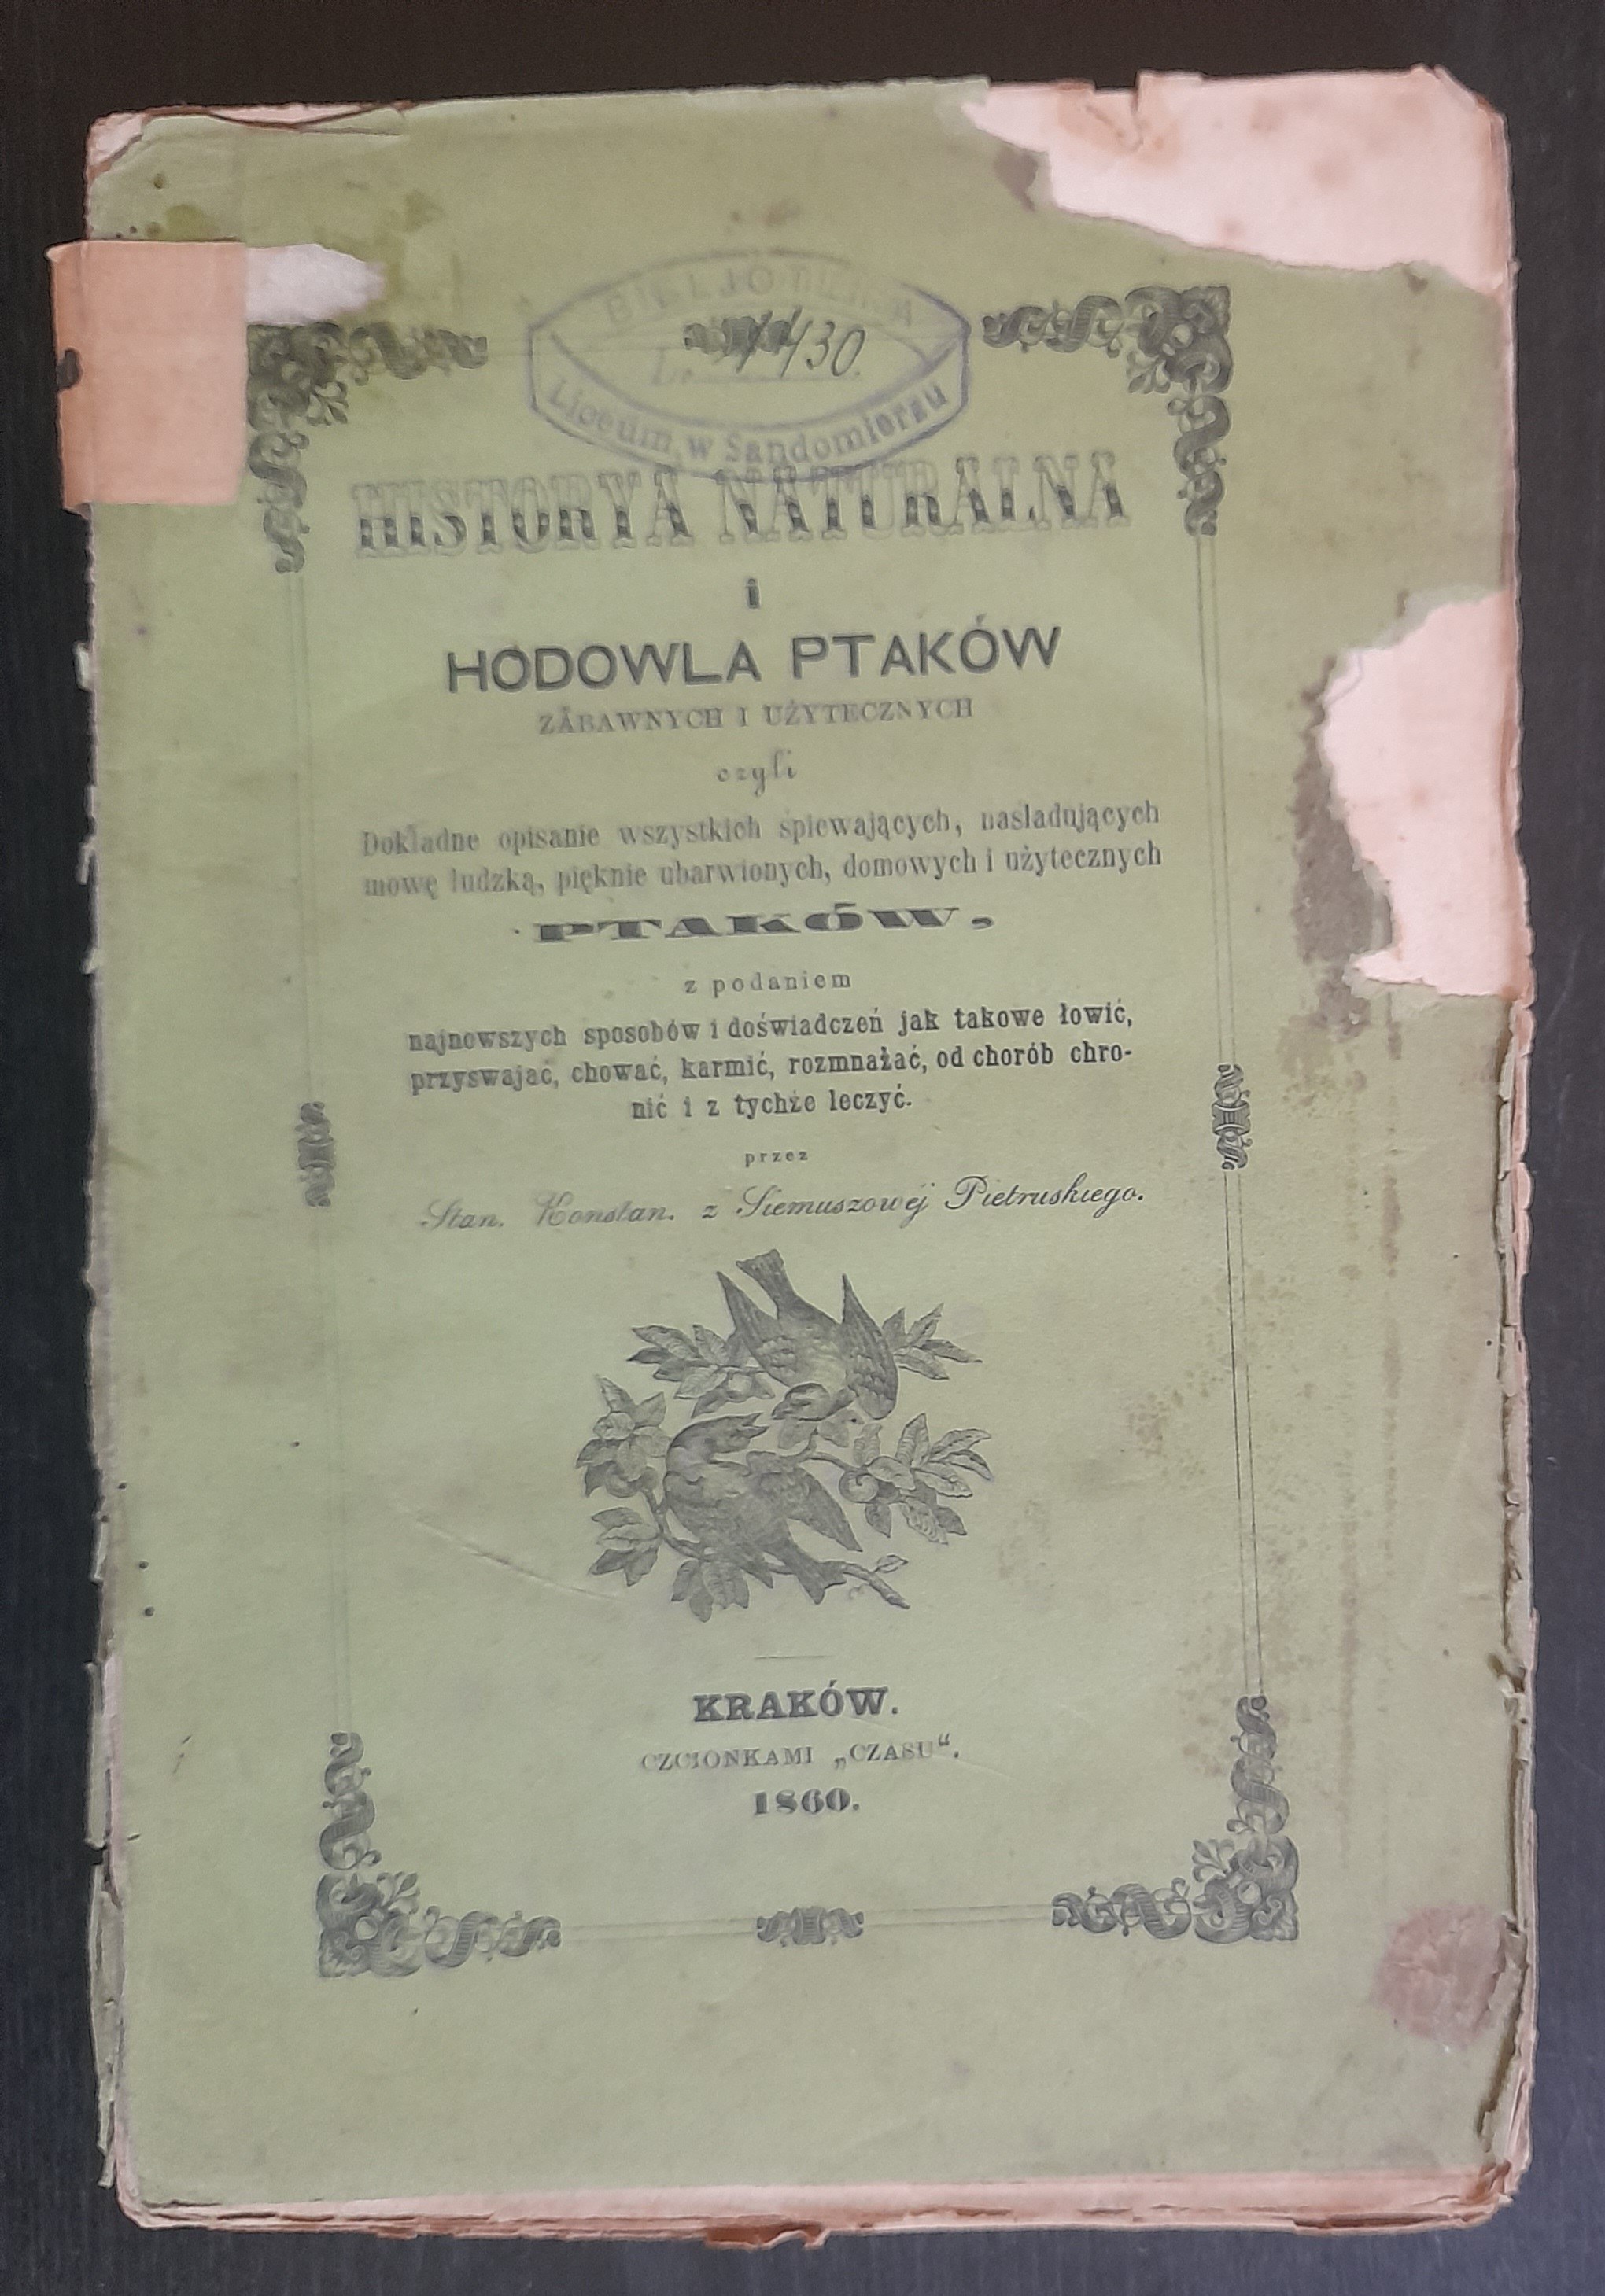 BIBLJOTEKA
L. 4430.
Liceum w Sandomierzu
HISTORYA NATURALNA
i
HODOWLA PTAKÓW
ZABAWNYCH I UŻYTECZNYCH
czyli
Dokładne opisanie wszystkich śpiewających, naśladujących
mowę ludzką, pięknie ubarwionych, domowych i użytecznych
PTAKÓW,
z podaniem
najnowszych sposobów i doświadczeń jak takowe łowić,
przyswajać, chować, karmić, rozmnażać, od chorób chro-
nić i z tychże leczyć.
przez
Stan. Konstan. z Siemuszowéj Pietruskiego.
KRAKÓW.
CZCIONKAMI „CZASU“.
1860.